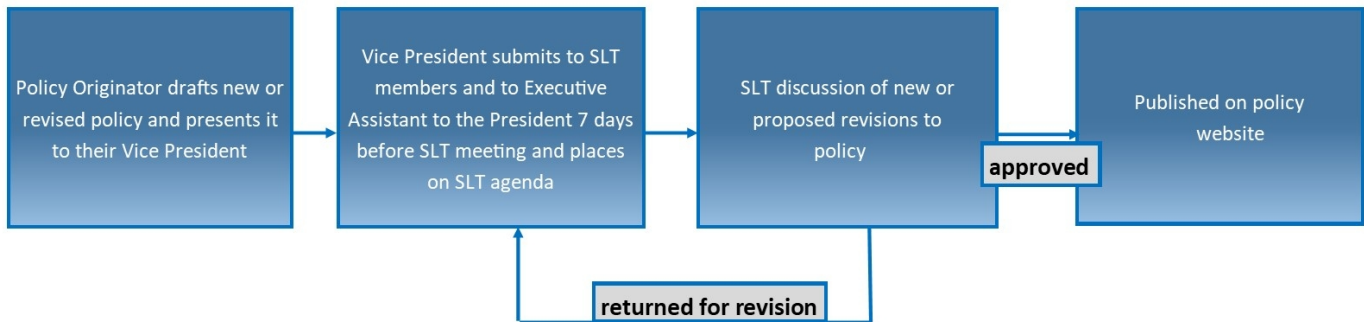 Policy Originator drafts new or
revised policy and presents it
to their Vice President
Vice President submits to SLT
members and to Executive
Assistant to the President 7 days
before SLT meeting and places
on SLT agenda
SLT discussion of new or
proposed revisions to
policy
approved
Published on policy
website
returned for revision